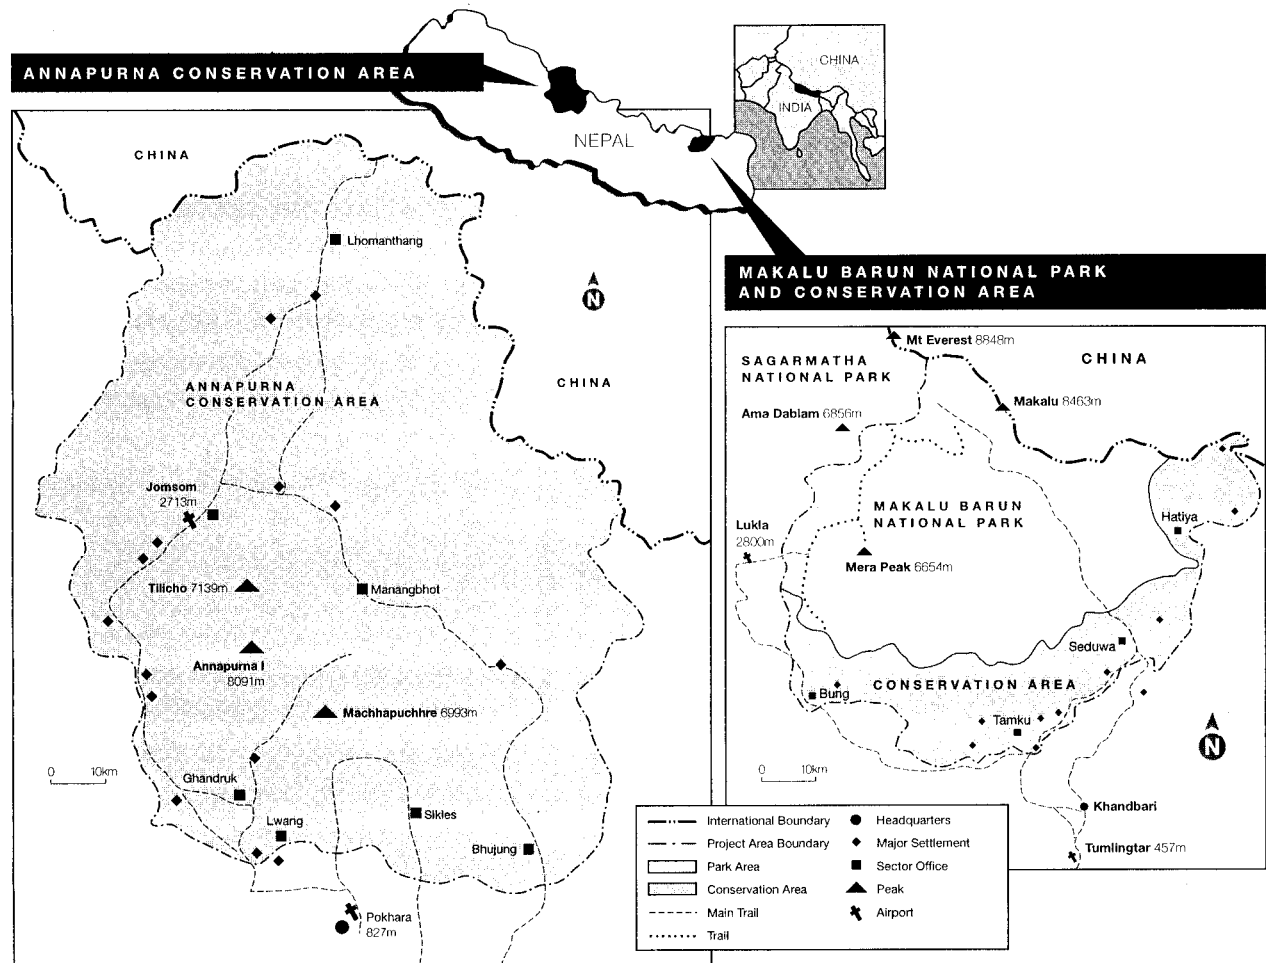 ANNAPURNA CONSERVATION AREA
CHINA
INDIA
NEPAL
CHINA
Lhomanthang
N
CHINA
ANNAPURNA
CONSERVATION AREA
Jomsom
2713m
Tilicho 7139m
Manangbhot
Annapurna I
8091m
Machhapuchhre 6993m
0 10km
Ghandruk
Lwang
Sikles
Bhujung
Pokhara
827m
MAKALU BARUN NATIONAL PARK
AND CONSERVATION AREA
Mt Everest 8848m
SAGARMATHA
NATIONAL PARK
CHINA
Makalu 8463m
Ama Dablam 6856m
MAKALU BARUN
NATIONAL PARK
Hatiya
Lukla
2800m
Mera Peak 6654m
Seduwa
CONSERVATION AREA
Bung
Tamku
N
0 10km
Khandbari
Tumlingtar 457m
International Boundary
Project Area Boundary
Park Area
Conservation Area
Main Trail
Trail
Headquarters
Major Settlement
Sector Office
Peak
Airport